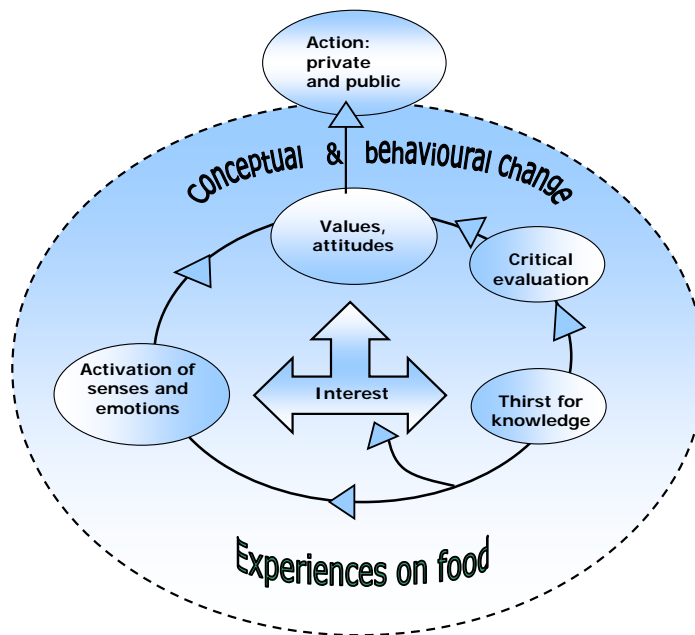 Action:
private
and public
conceptual & behavioural change
Values,
attitudes
Critical
evaluation
Activation of
senses and
emotions
Interest
Thirst for
knowledge
Experiences on food